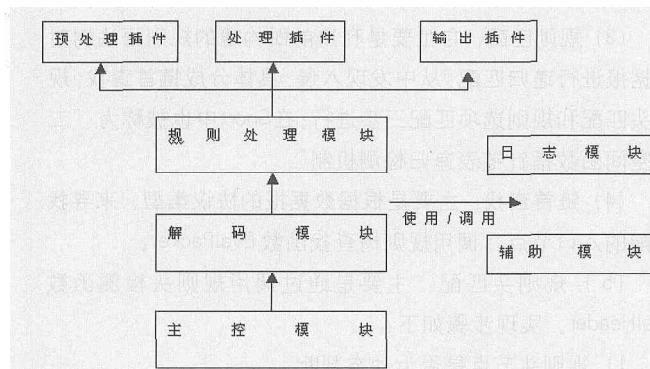 预处理插件
处理插件
输出插件
规则处理模块
日志模块
使用/调用
解码模块
辅助模块
主控模块